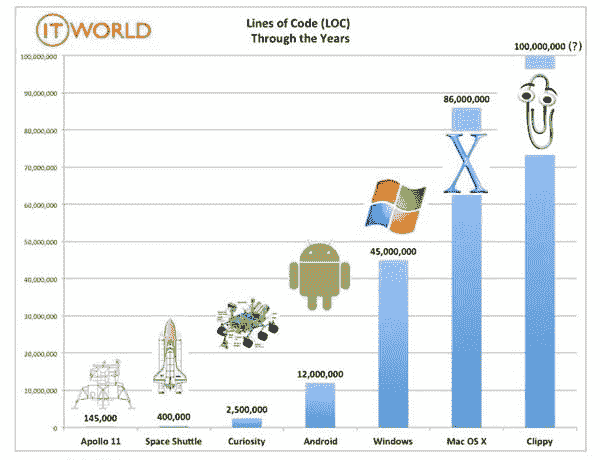 IT WORLD
Lines of Code (LOC)
Through the Years
100,000,000
90,000,000
80,000,000
70,000,000
60,000,000
50,000,000
40,000,000
30,000,000
20,000,000
10,000,000
0
145,000
400,000
2,500,000
12,000,000
45,000,000
86,000,000
100,000,000 (?)
X
Apollo 11
Space Shuttle
Curiosity
Android
Windows
Mac OS X
Clippy